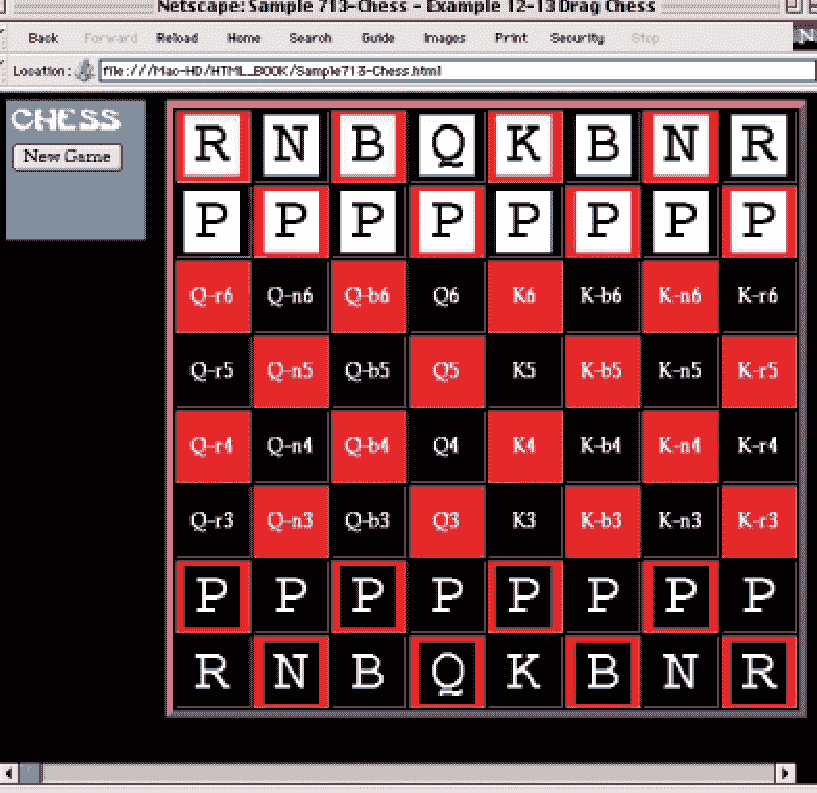 Netscape: Sample 713-Chess - Example 12-13 Drag Chess
Back Forward Reload Home Search Guide Images Print Security Stop
N
Location: file:///Mac-HD/HTML_BOOK/Sample713-Chess.html
CHESS
New Game
R N B Q K B N R
P P P P P P P P
Q-r6 Q-n6 Q-b6 Q6 K6 K-b6 K-n6 K-r6
Q-r5 Q-n5 Q-b5 Q5 K5 K-b5 K-n5 K-r5
Q-r4 Q-n4 Q-b4 Q4 K4 K-b4 K-n4 K-r4
Q-r3 Q-n3 Q-b3 Q3 K3 K-b3 K-n3 K-r3
P P P P P P P P
R N B Q K B N R